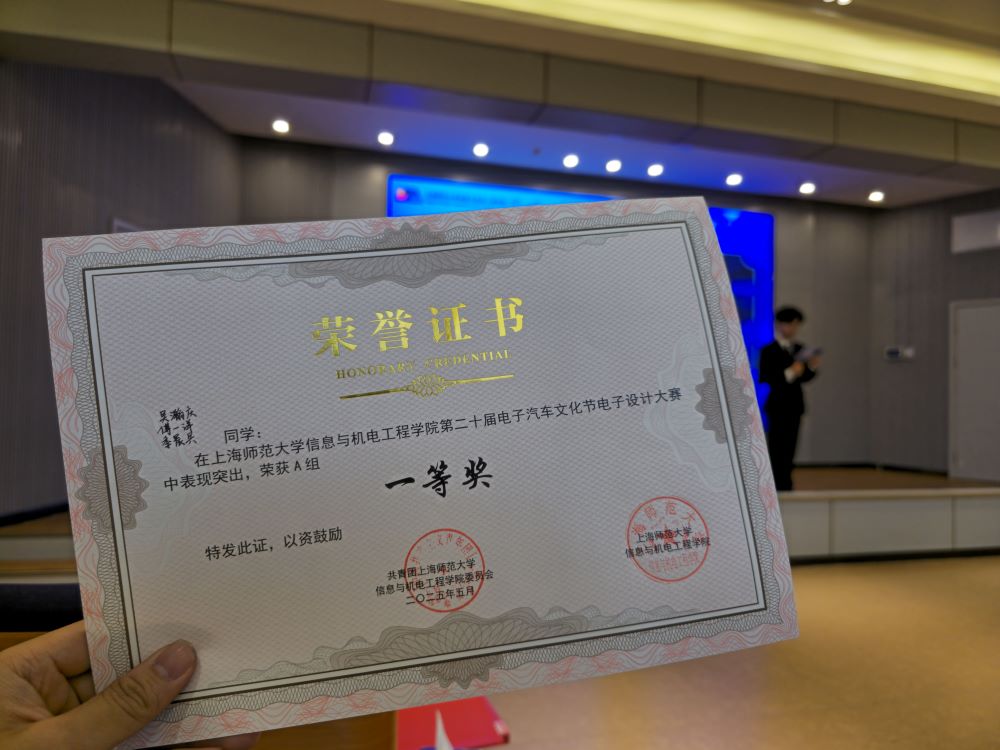 荣誉证书
HONORARY CREDENTIAL
吴瀚庆
傅一泽
同学：
在上海师范大学信息与机电工程学院第二十届电子汽车文化节电子设计大赛
中表现突出，荣获A组
一等奖
特发此证，以资鼓励
共青团上海师范大学
信息与机电工程学院委员会
二〇二五年五月
上海师范大学
信息与机电工程学院